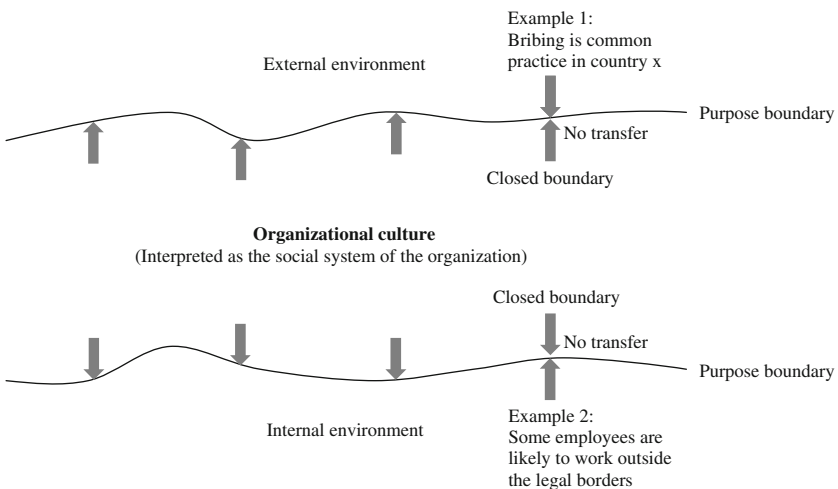 Example 1:
Bribing is common
practice in country x
External environment
Purpose boundary
No transfer
Closed boundary
Organizational culture
(Interpreted as the social system of the organization)
Closed boundary
No transfer
Purpose boundary
Internal environment
Example 2:
Some employees are
likely to work outside
the legal borders